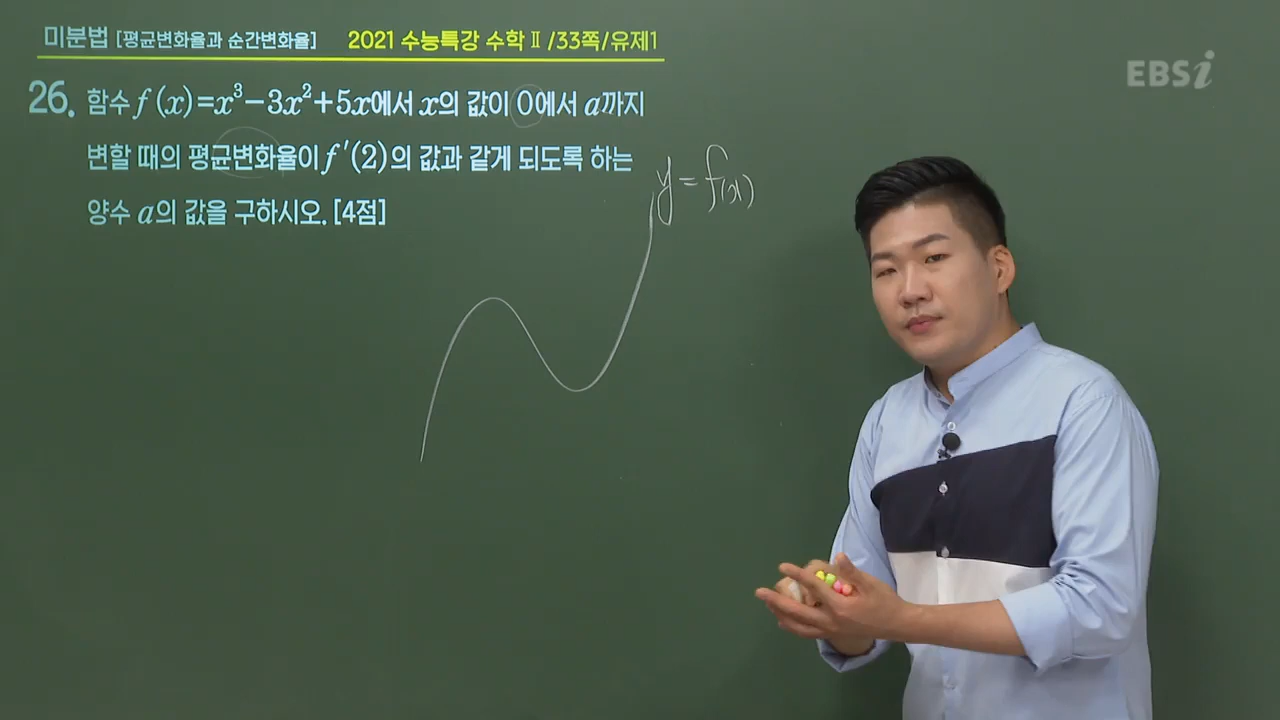 미분법 [평균변화율과 순간변화율] 2021 수능특강 수학 Ⅱ /33쪽/유제1
EBSi
26. 함수 f(x)=x³-3x²+5x에서 x의 값이 0에서 a까지
변할 때의 평균변화율이 f′(2)의 값과 같게 되도록 하는
양수 a의 값을 구하시오. [4점]
y=f(x)